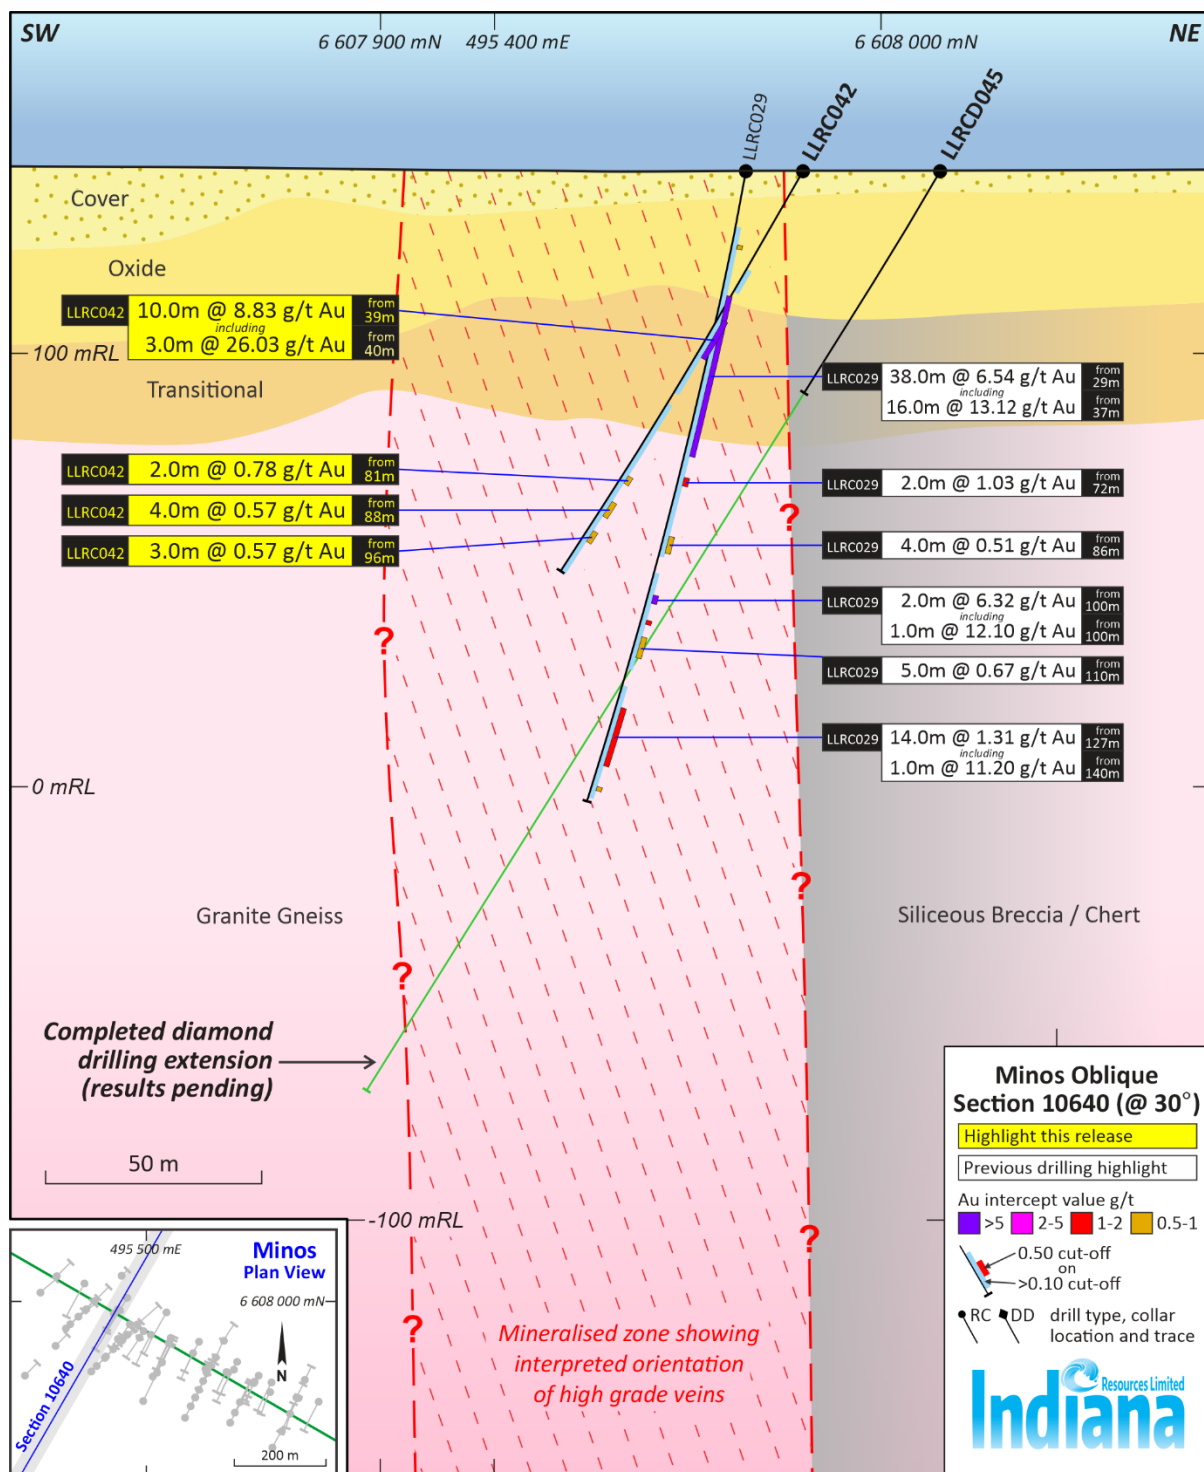 SW
6 607 900 mN
495 400 mE
6 608 000 mN
NE
LLRC029
LLRC042
LLRCD045
Cover
Oxide
LLRC042 10.0m @ 8.83 g/t Au from 39m
including
3.0m @ 26.03 g/t Au from 40m
100 mRL
Transitional
LLRC029 38.0m @ 6.54 g/t Au from 29m
including
16.0m @ 13.12 g/t Au from 37m
LLRC042 2.0m @ 0.78 g/t Au from 81m
LLRC042 4.0m @ 0.57 g/t Au from 88m
LLRC042 3.0m @ 0.57 g/t Au from 96m
LLRC029 2.0m @ 1.03 g/t Au from 72m
?
LLRC029 4.0m @ 0.51 g/t Au from 86m
LLRC029 2.0m @ 6.32 g/t Au from 100m
including
1.0m @ 12.10 g/t Au from 100m
?
LLRC029 5.0m @ 0.67 g/t Au from 110m
LLRC029 14.0m @ 1.31 g/t Au from 127m
including
1.0m @ 11.20 g/t Au from 140m
0 mRL
?
Granite Gneiss
Siliceous Breccia / Chert
?
Completed diamond
drilling extension
(results pending)
50 m
-100 mRL
?
?
Mineralised zone showing
interpreted orientation
of high grade veins
Minos Oblique
Section 10640 (@ 30°)
Highlight this release
Previous drilling highlight
Au intercept value g/t
>5 2-5 1-2 0.5-1
0.50 cut-off
on
>0.10 cut-off
RC DD drill type, collar
location and trace
Indiana
Resources Limited
495 500 mE
Minos
Plan View
6 608 000 mN
N
Section 10640
200 m